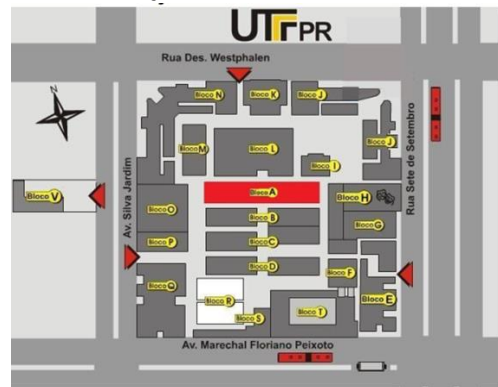 UTFPR
Rua Des. Westphalen
Bloco N
Bloco K
Bloco J
N
Bloco M
Bloco L
Bloco J
Bloco I
Rua Sete de Setembro
Av. Silva Jardim
Bloco V
Bloco A
Bloco H
Bloco O
Bloco B
Bloco G
Bloco P
Bloco C
Bloco D
Bloco F
Bloco Q
Bloco R
Bloco E
Bloco S
Bloco T
Av. Marechal Floriano Peixoto